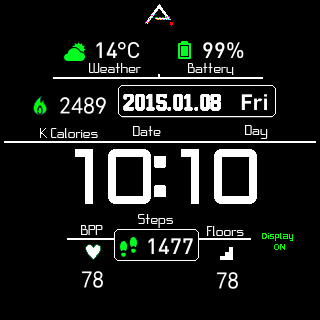 14°C 99%
Weather Battery
2489 2015.01.08 Fri
K Calories Date Day
10:10
Steps
BPP 1477 Floors Display
ON
78 78